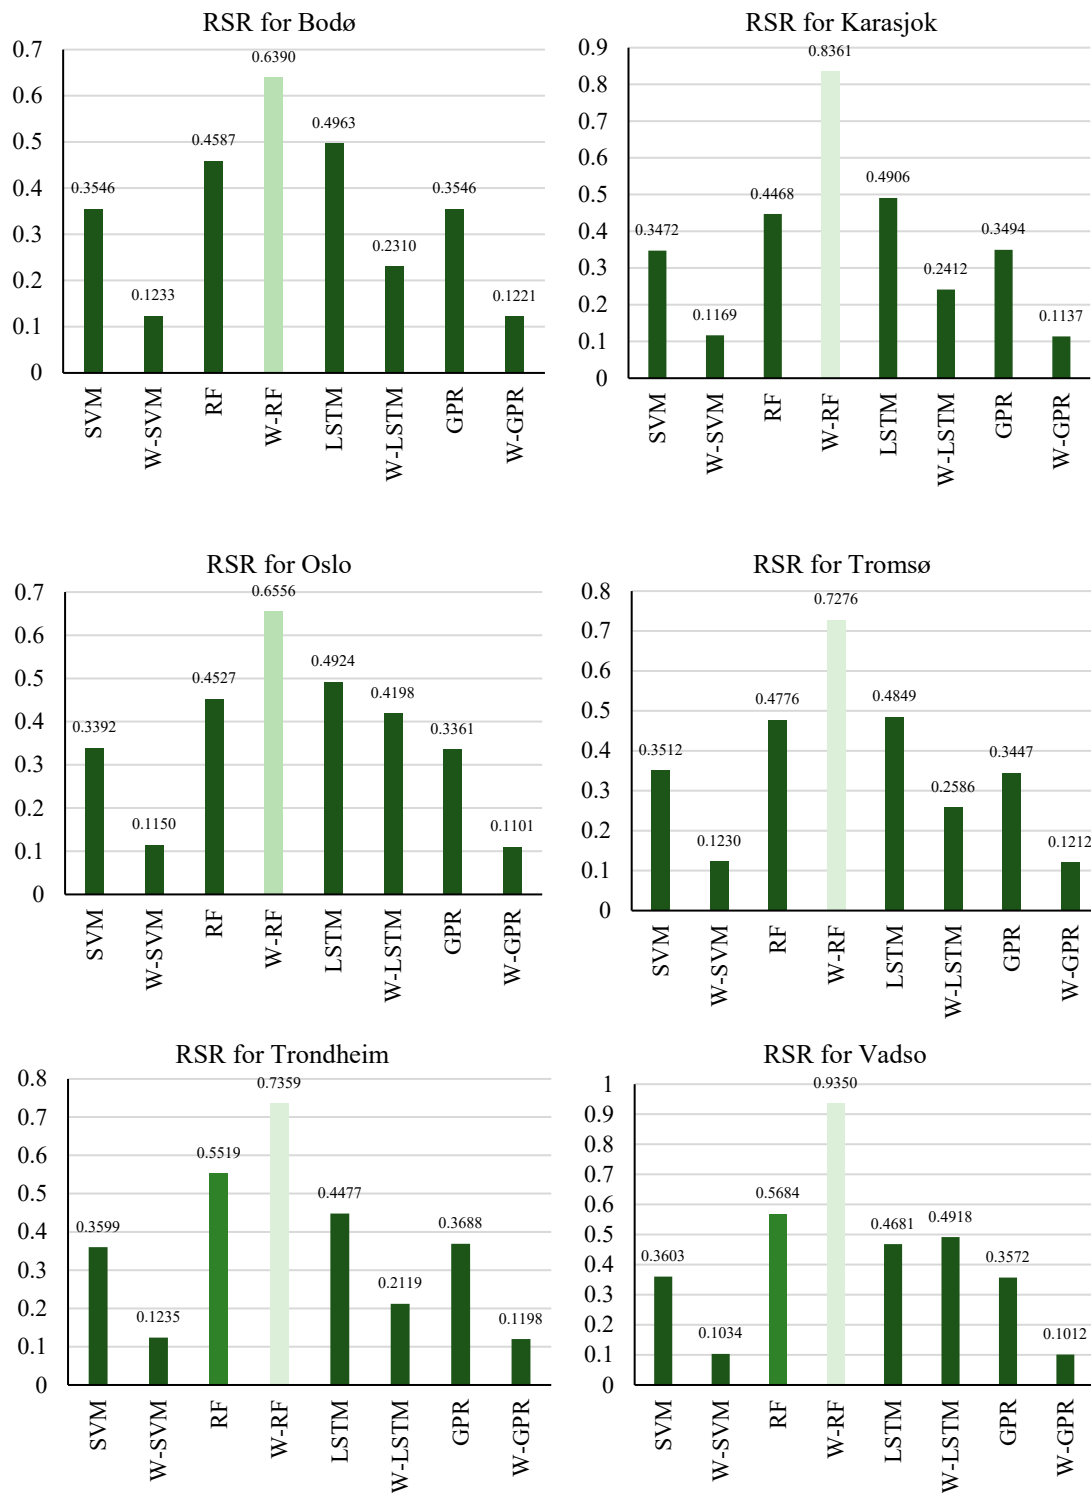 RSR for Bodø
0.7
0.6
0.5
0.4
0.3
0.2
0.1
0
0.3546
0.1233
0.4587
0.6390
0.4963
0.2310
0.3546
0.1221
SVM
W-SVM
RF
W-RF
LSTM
W-LSTM
GPR
W-GPR
RSR for Karasjok
0.9
0.8
0.7
0.6
0.5
0.4
0.3
0.2
0.1
0
0.3472
0.1169
0.4468
0.8361
0.4906
0.2412
0.3494
0.1137
SVM
W-SVM
RF
W-RF
LSTM
W-LSTM
GPR
W-GPR
RSR for Oslo
0.7
0.6
0.5
0.4
0.3
0.2
0.1
0
0.3392
0.1150
0.4527
0.6556
0.4924
0.4198
0.3361
0.1101
SVM
W-SVM
RF
W-RF
LSTM
W-LSTM
GPR
W-GPR
RSR for Tromsø
0.8
0.7
0.6
0.5
0.4
0.3
0.2
0.1
0
0.3512
0.1230
0.4776
0.7276
0.4849
0.2586
0.3447
0.1212
SVM
W-SVM
RF
W-RF
LSTM
W-LSTM
GPR
W-GPR
RSR for Trondheim
0.8
0.7
0.6
0.5
0.4
0.3
0.2
0.1
0
0.3599
0.1235
0.5519
0.7359
0.4477
0.2119
0.3688
0.1198
SVM
W-SVM
RF
W-RF
LSTM
W-LSTM
GPR
W-GPR
RSR for Vadso
1
0.9
0.8
0.7
0.6
0.5
0.4
0.3
0.2
0.1
0
0.3603
0.1034
0.5684
0.9350
0.4681
0.4918
0.3572
0.1012
SVM
W-SVM
RF
W-RF
LSTM
W-LSTM
GPR
W-GPR